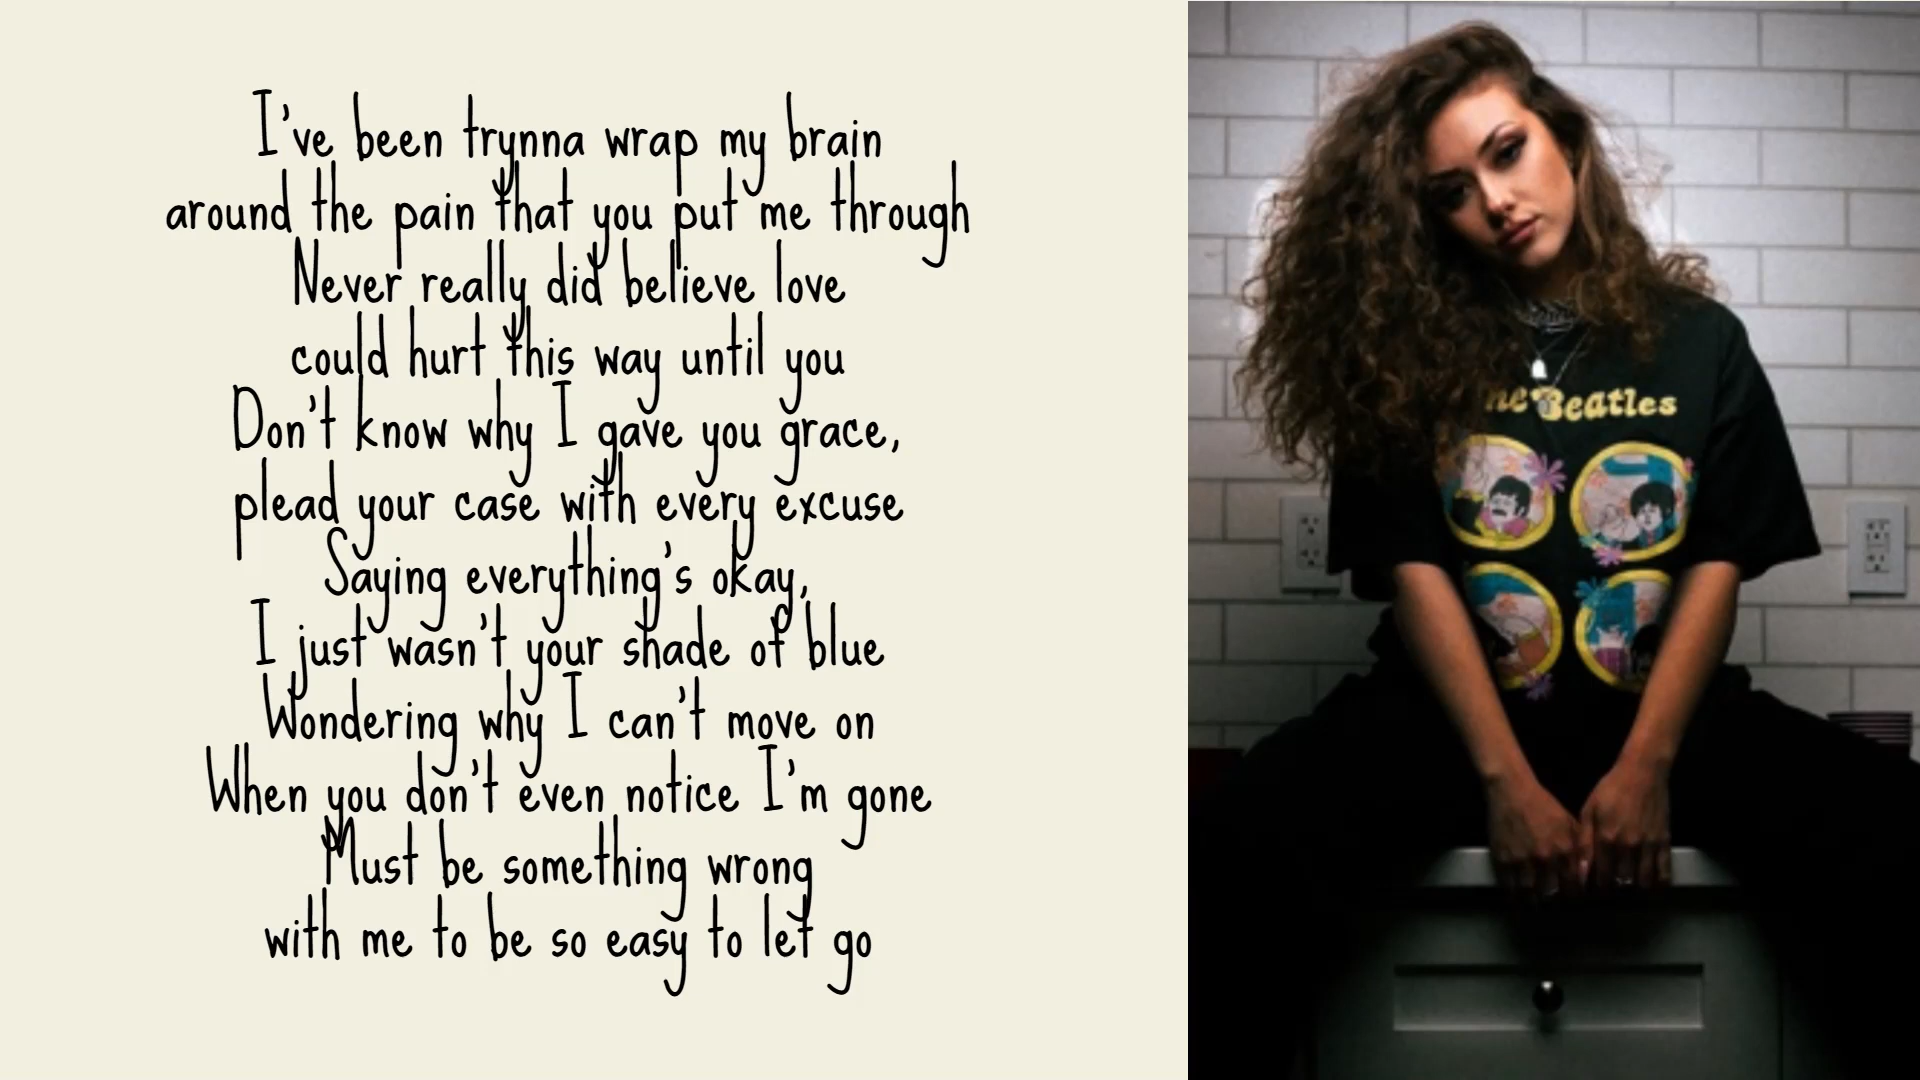 I've been trynna wrap my brain
around the pain that you put me through
Never really did believe love
could hurt this way until you
Don't know why I gave you grace,
plead your case with every excuse
Saying everything's okay,
I just wasn't your shade of blue
Wondering why I can't move on
When you don't even notice I'm gone
Must be something wrong
with me to be so easy to let go
Beatles